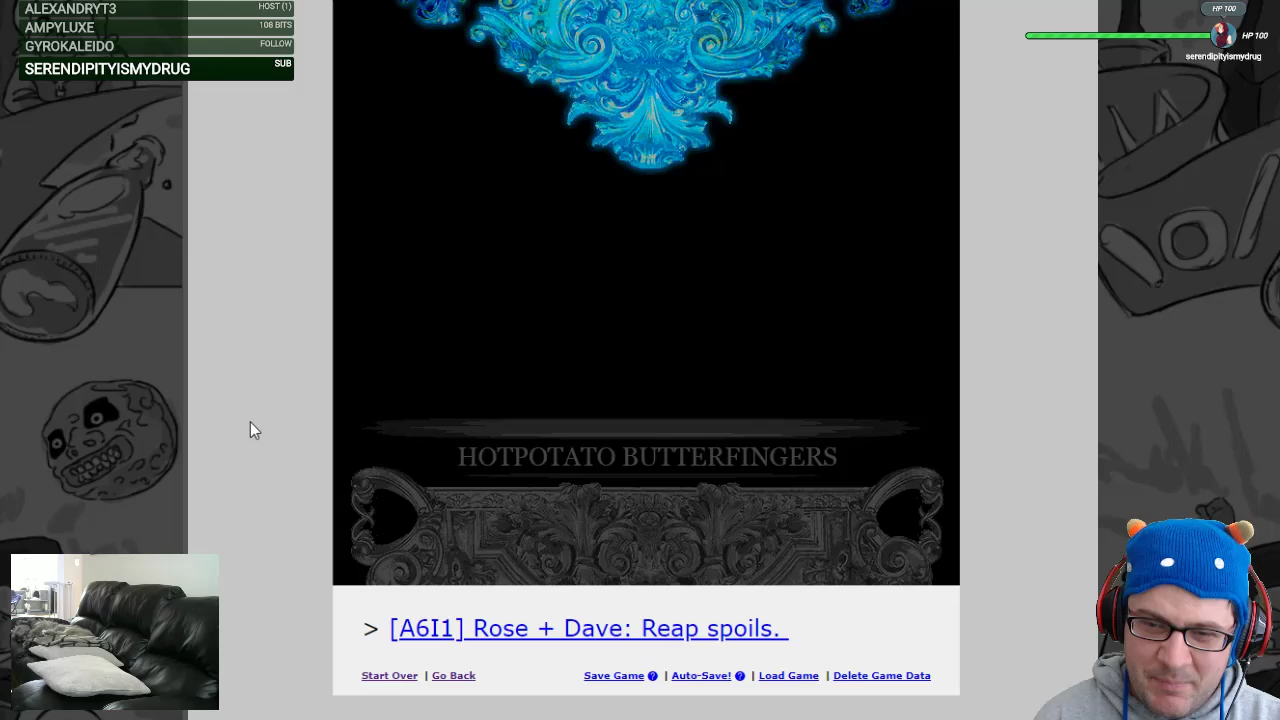 ALEXANDRYT3 HOST (1)
AMPYLUXE 108 BITS
GYROKALEIDO FOLLOW
SERENDIPITYISMYDRUG SUB
HP 100
HP 100
serendipityismydrug
HOTPOTATO BUTTERFINGERS
> [A6I1] Rose + Dave: Reap spoils.
Start Over | Go Back Save Game ? | Auto-Save! ? | Load Game | Delete Game Data